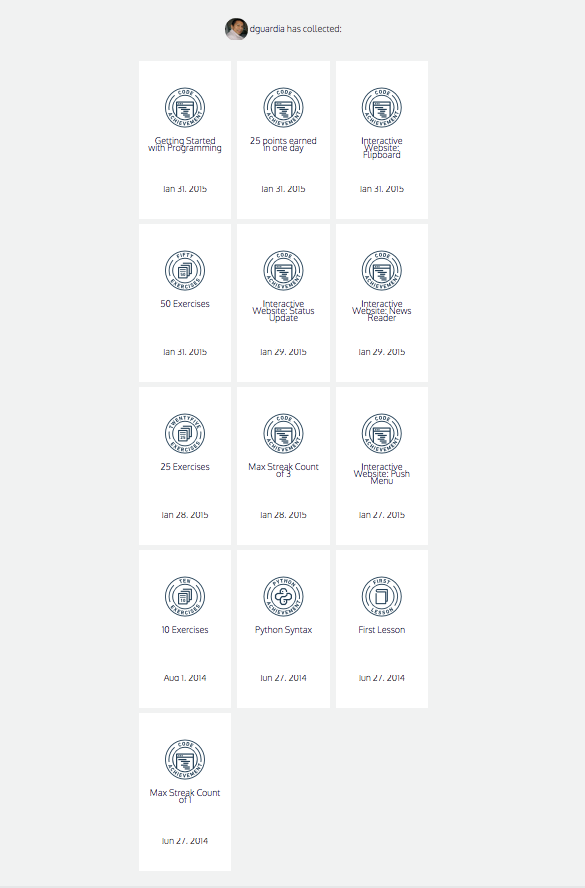 dguardia has collected:
CODE ACHIEVEMENT
Getting Started
with Programming
Jan 31, 2015
CODE ACHIEVEMENT
25 points earned
in one day
Jan 31, 2015
CODE ACHIEVEMENT
Interactive
Website:
Flipboard
Jan 31, 2015
FIFTY EXERCISES
50 Exercises
Jan 31, 2015
CODE ACHIEVEMENT
Interactive
Website: Status
Update
Jan 29, 2015
CODE ACHIEVEMENT
Interactive
Website: News
Reader
Jan 29, 2015
TWENTYFIVE EXERCISES
25 Exercises
Jan 28, 2015
CODE ACHIEVEMENT
Max Streak Count
of 3
Jan 28, 2015
CODE ACHIEVEMENT
Interactive
Website: Push
Menu
Jan 27, 2015
TEN EXERCISES
10 Exercises
Aug 1, 2014
PYTHON ACHIEVEMENT
Python Syntax
Jun 27, 2014
FIRST LESSON
First Lesson
Jun 27, 2014
CODE ACHIEVEMENT
Max Streak Count
of 1
Jun 27, 2014